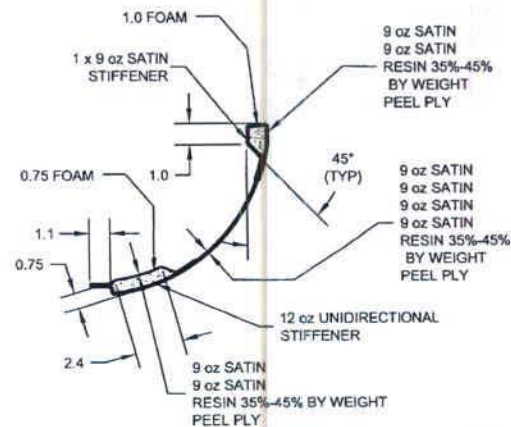 1.0 FOAM
1 x 9 oz SATIN
STIFFENER
9 oz SATIN
9 oz SATIN
RESIN 35%-45%
BY WEIGHT
PEEL PLY
1.0
45°
(TYP)
0.75 FOAM
9 oz SATIN
9 oz SATIN
9 oz SATIN
9 oz SATIN
RESIN 35%-45%
BY WEIGHT
PEEL PLY
1.1
0.75
12 oz UNIDIRECTIONAL
STIFFENER
2.4
9 oz SATIN
9 oz SATIN
RESIN 35%-45% BY WEIGHT
PEEL PLY